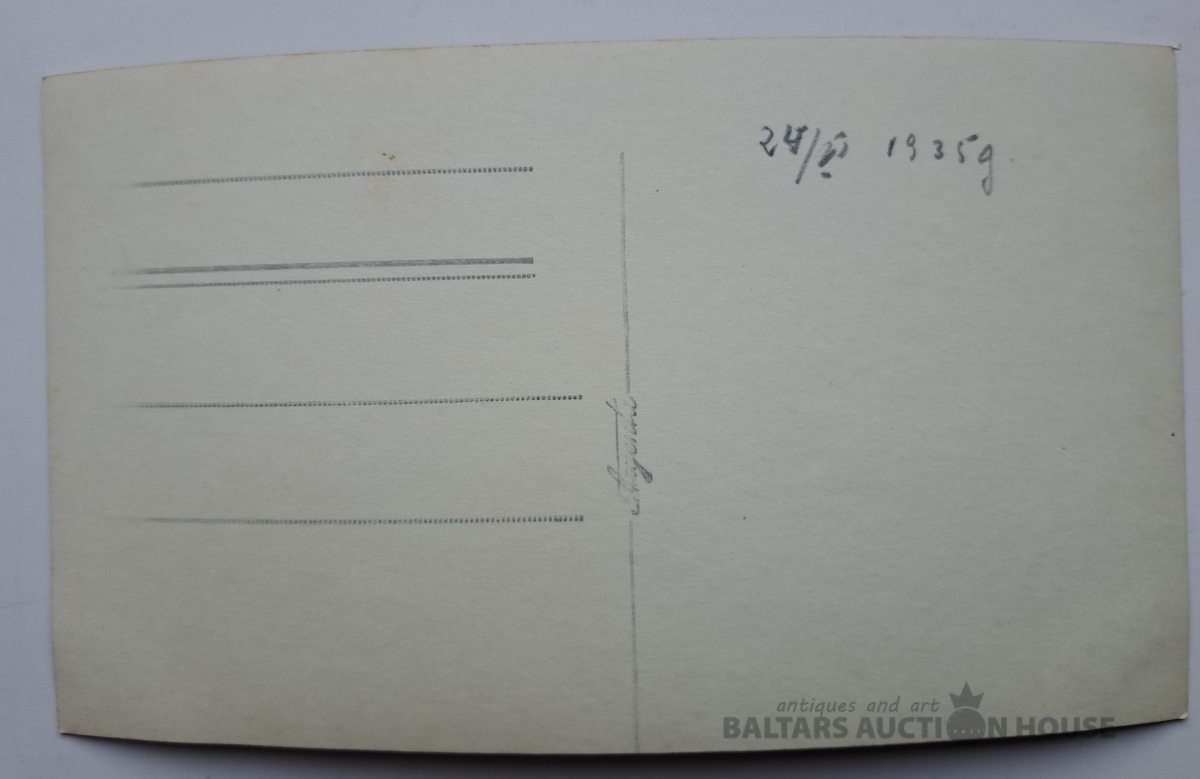 24/ 1935g
antiques and art
BALTARS AUCTION HOUSE